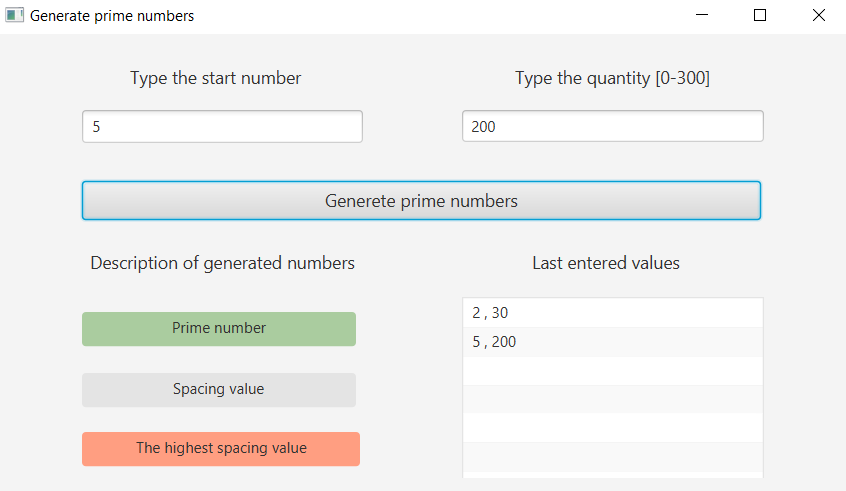 Generate prime numbers
Type the start number
Type the quantity [0-300]
5
200
Generete prime numbers
Description of generated numbers
Last entered values
Prime number
Spacing value
The highest spacing value
2 , 30
5 , 200